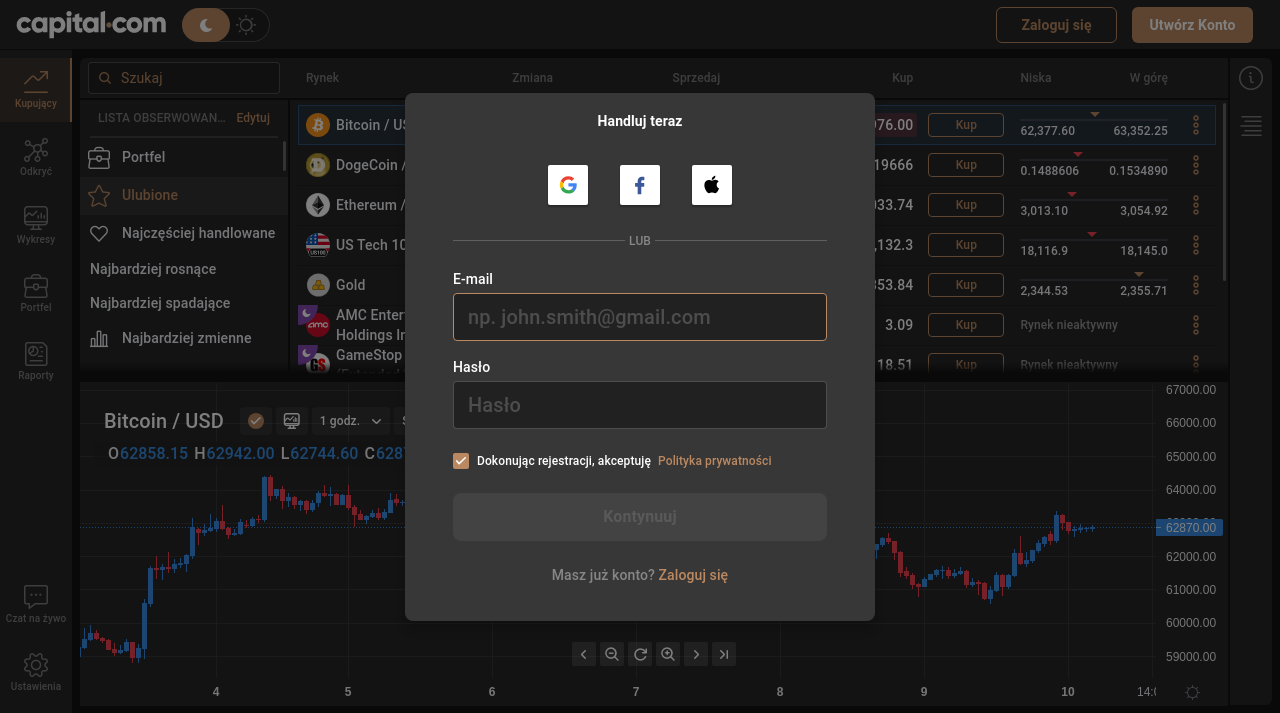 capital.com
Zaloguj się
Utwórz Konto
Kupujący
Odkryć
Wykresy
Portfel
Raporty
Czat na żywo
Ustawienia
Szukaj
LISTA OBSERWOWAN... Edytuj
Portfel
Ulubione
Najczęściej handlowane
Najbardziej rosnące
Najbardziej spadające
Najbardziej zmienne
Rynek Zmiana Sprzedaj Kup Niska W górę
Bitcoin / US 76.00 Kup 62,377.60 63,352.25
DogeCoin / 19666 Kup 0.1488606 0.1534890
Ethereum / 33.74 Kup 3,013.10 3,054.92
US Tech 10 ,132.3 Kup 18,116.9 18,145.0
Gold 53.84 Kup 2,344.53 2,355.71
AMC Enter
Holdings In 3.09 Kup Rynek nieaktywny
GameStop 18.51 Kup Rynek nieaktywny
Handluj teraz
LUB
E-mail
np. john.smith@gmail.com
Hasło
Hasło
Dokonując rejestracji, akceptuję Polityka prywatności
Kontynuuj
Masz już konto? Zaloguj się
Bitcoin / USD 1 godz.
O62858.15 H62942.00 L62744.60 C6287
67000.00
66000.00
65000.00
64000.00
62870.00
62000.00
61000.00
60000.00
59000.00
4 5 6 7 8 9 10 14: